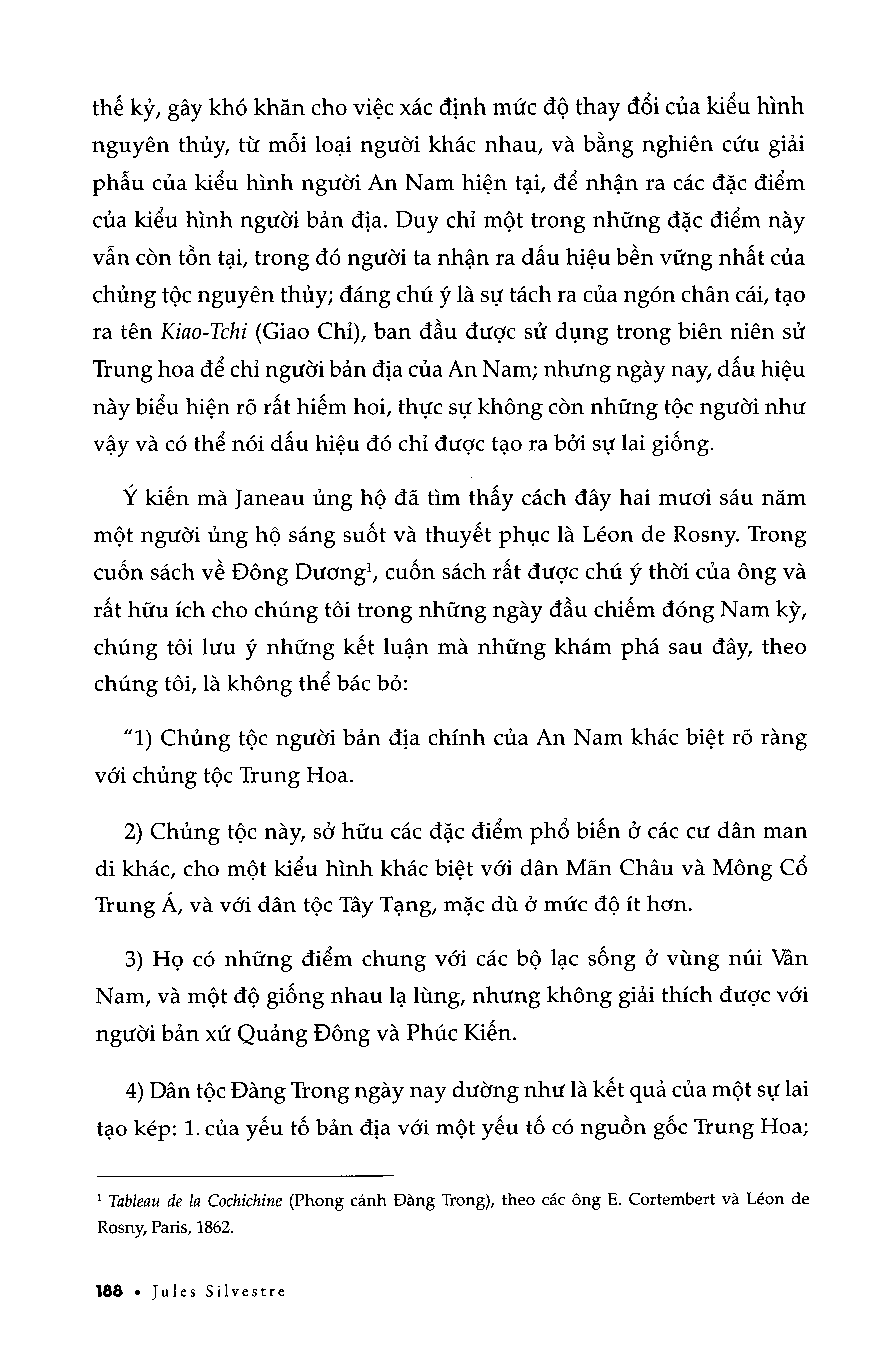 thế kỷ, gây khó khăn cho việc xác định mức độ thay đổi của kiểu hình
nguyên thủy, từ mỗi loại người khác nhau, và bằng nghiên cứu giải
phẫu của kiểu hình người An Nam hiện tại, để nhận ra các đặc điểm
của kiểu hình người bản địa. Duy chỉ một trong những đặc điểm này
vẫn còn tồn tại, trong đó người ta nhận ra dấu hiệu bền vững nhất của
chủng tộc nguyên thủy; đáng chú ý là sự tách ra của ngón chân cái, tạo
ra tên Kiao-Tchi (Giao Chỉ), ban đầu được sử dụng trong biên niên sử
Trung hoa để chỉ người bản địa của An Nam; nhưng ngày nay, dấu hiệu
này biểu hiện rõ rất hiếm hoi, thực sự không còn những tộc người như
vậy và có thể nói dấu hiệu đó chỉ được tạo ra bởi sự lai giống.
Ý kiến mà Janeau ủng hộ đã tìm thấy cách đây hai mươi sáu năm
một người ủng hộ sáng suốt và thuyết phục là Léon de Rosny. Trong
cuốn sách về Đông Dương¹, cuốn sách rất được chú ý thời của ông và
rất hữu ích cho chúng tôi trong những ngày đầu chiếm đóng Nam kỳ,
chúng tôi lưu ý những kết luận mà những khám phá sau đây, theo
chúng tôi, là không thể bác bỏ:
"1) Chủng tộc người bản địa chính của An Nam khác biệt rõ ràng
với chủng tộc Trung Hoa.
2) Chủng tộc này, sở hữu các đặc điểm phổ biến ở các cư dân man
di khác, cho một kiểu hình khác biệt với dân Mãn Châu và Mông Cổ
Trung Á, và với dân tộc Tây Tạng, mặc dù ở mức độ ít hơn.
3) Họ có những điểm chung với các bộ lạc sống ở vùng núi Vân
Nam, và một độ giống nhau lạ lùng, nhưng không giải thích được với
người bản xứ Quảng Đông và Phúc Kiến.
4) Dân tộc Đàng Trong ngày nay dường như là kết quả của một sự lai
tạo kép: 1. của yếu tố bản địa với một yếu tố có nguồn gốc Trung Hoa;
¹ Tableau de la Cochichine (Phong cảnh Đàng Trong), theo các ông E. Cortembert và Léon de
Rosny, Paris, 1862.
188 • Jules Silvestre